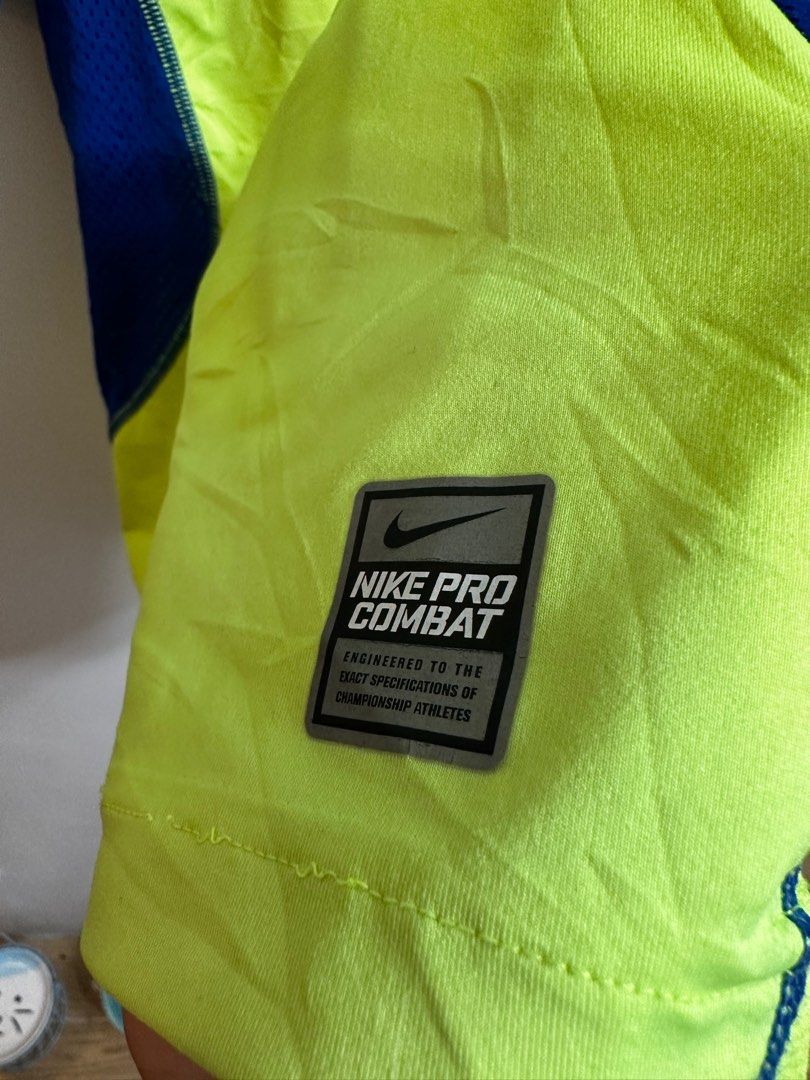 NIKE PRO
COMBAT
ENGINEERED TO THE
EXACT SPECIFICATIONS OF
CHAMPIONSHIP ATHLETES